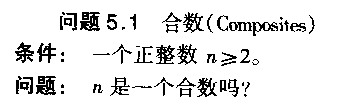 问题 5.1 合数(Composites)
条件： 一个正整数 n≥2。
问题： n 是一个合数吗?